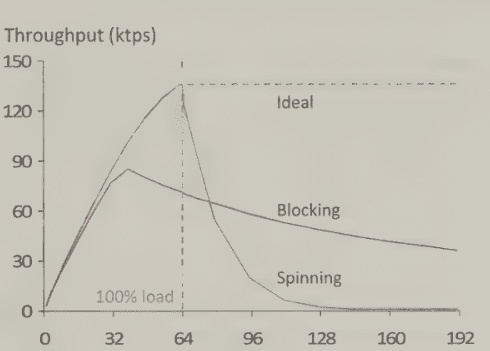 Throughput (ktps)
150
120
90
60
30
0
Ideal
Blocking
Spinning
100% load
0 32 64 96 128 160 192